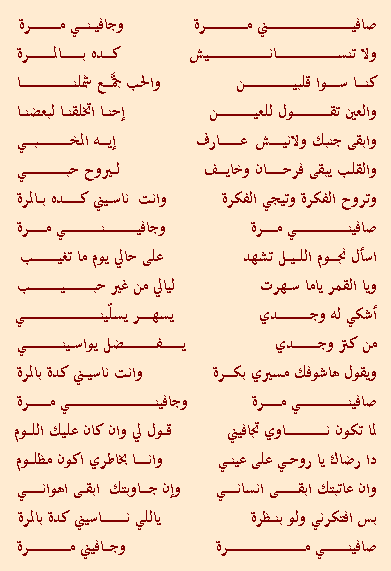 صافيني مرة وجافيني مرة
ولا تنسانيش كده بالمرة
كنا سوا قلبين والحب جمّع شملنا
والعين تقول للعين إحنا اتخلقنا لبعضنا
وابقى جنبك ولانيش عارف إيه المخبي
والقلب يبقى فرحان وخايف ليروح حبي
وتروح الفكرة وتيجي الفكرة وانت ناسيني كده بالمرة
صافيني مرة وجافيني مرة
اسأل نجوم الليل تشهد على حالي يوم ما تغيب
ويا القمر ياما سهرت ليالي من غير حبيب
أشكي له وجدي يسهر يسلّيني
من كتر وجدي يفضل يواسيني
ويقول هاشوفك مسيري بكرة وانت ناسيني كدة بالمرة
صافيني مرة وجافيني مرة
لما تكون ناوي تجافيني قول لي وان كان عليك اللوم
دا رضاك يا روحي على عيني وانا بخاطري اكون مظلوم
وان عاتبتك ابقى انساني وإن جاوبتك ابقى اهواني
بس افتكرني ولو بنظرة ياللي ناسيني كدة بالمرة
صافيني مرة وجافيني مرة